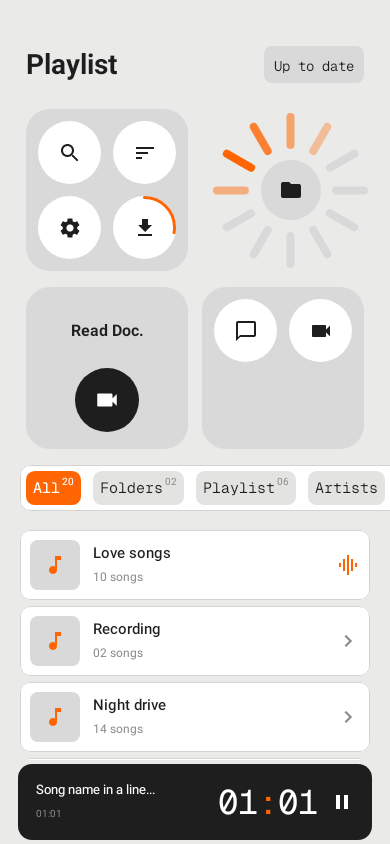 Playlist
Up to date
Read Doc.
All 20
Folders 02
Playlist 06
Artists
Love songs
10 songs
Recording
02 songs
Night drive
14 songs
Song name in a line...
01:01
01:01